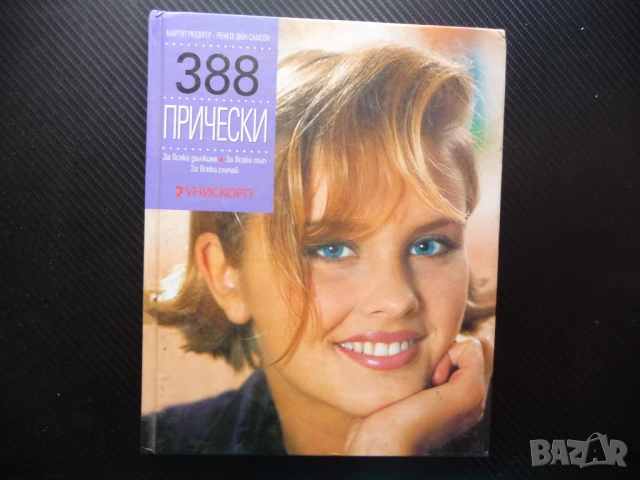 МАРГИТ РЮДИГЕР - РЕНАТЕ ФОН САМСОН
388
ПРИЧЕСКИ
За всяка дължина • За всеки тип
За всеки случай
УНИСКОРП
BAZAR